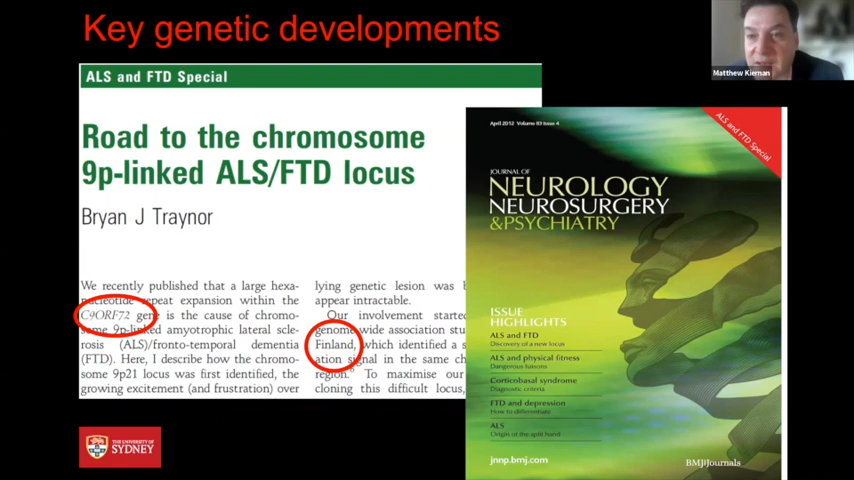 Key genetic developments
Matthew Kiernan
ALS and FTD Special
Road to the chromosome
9p-linked ALS/FTD locus
Bryan J Traynor
We recently published that a large hexa-
nucleotide repeat expansion within the
C9ORF72 gene is the cause of chromo-
some 9p-linked amyotrophic lateral scle-
rosis (ALS)/fronto-temporal dementia
(FTD). Here, I describe how the chromo-
some 9p21 locus was first identified, the
growing excitement (and frustration) over
lying genetic lesion was
appear intractable.
Our involvement started
genome-wide association
Finland, which identified a
ation signal in the same
region. To maximise our
cloning this difficult locus,
April 2012 Volume 83 Issue 4
ALS and FTD Special
JOURNAL OF
NEUROLOGY
NEUROSURGERY
&PSYCHIATRY
ISSUE
HIGHLIGHTS
ALS and FTD
Discovery of a new locus
ALS and physical fitness
Dangerous liaisons
Corticobasal syndrome
Diagnostic criteria
FTD and depression
How to differentiate
ALS
Origin of the split hand
jnnp.bmj.com
BMJ|Journals
THE UNIVERSITY OF
SYDNEY